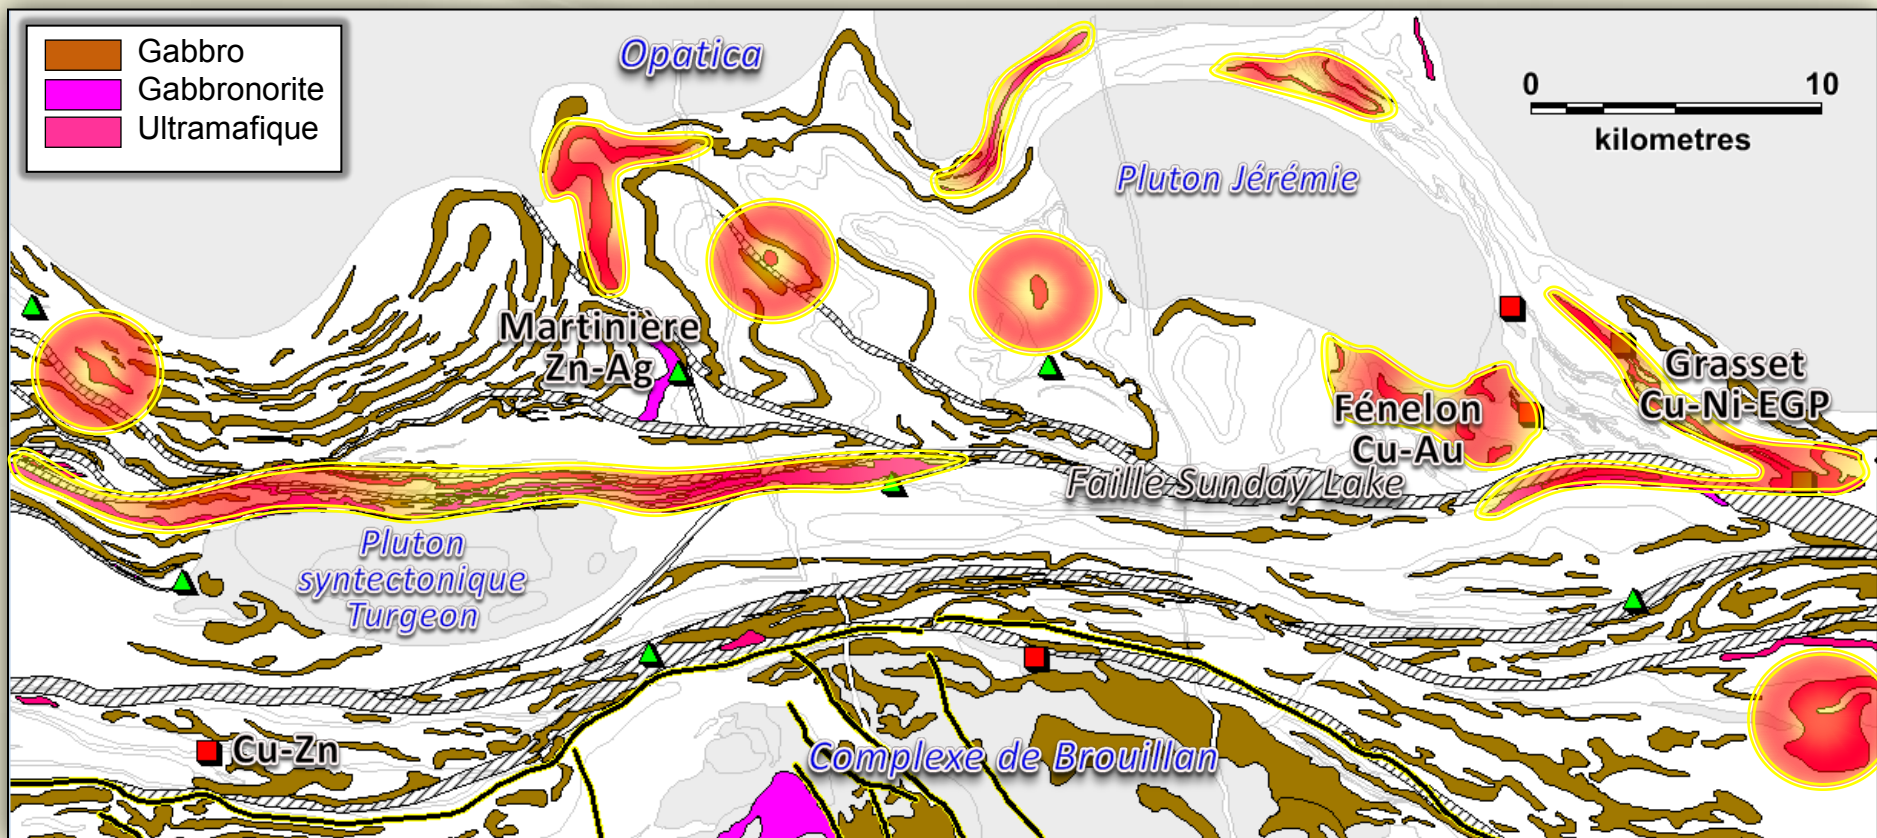 Gabbro
Gabbronorite
Ultramafique
Opatica
0 10
kilometres
Pluton Jérémie
Martinière
Zn-Ag
Grasset
Cu-Ni-EGP
Fénelon
Cu-Au
Faille Sunday Lake
Pluton
syntectonique
Turgeon
Cu-Zn
Complexe de Brouillan